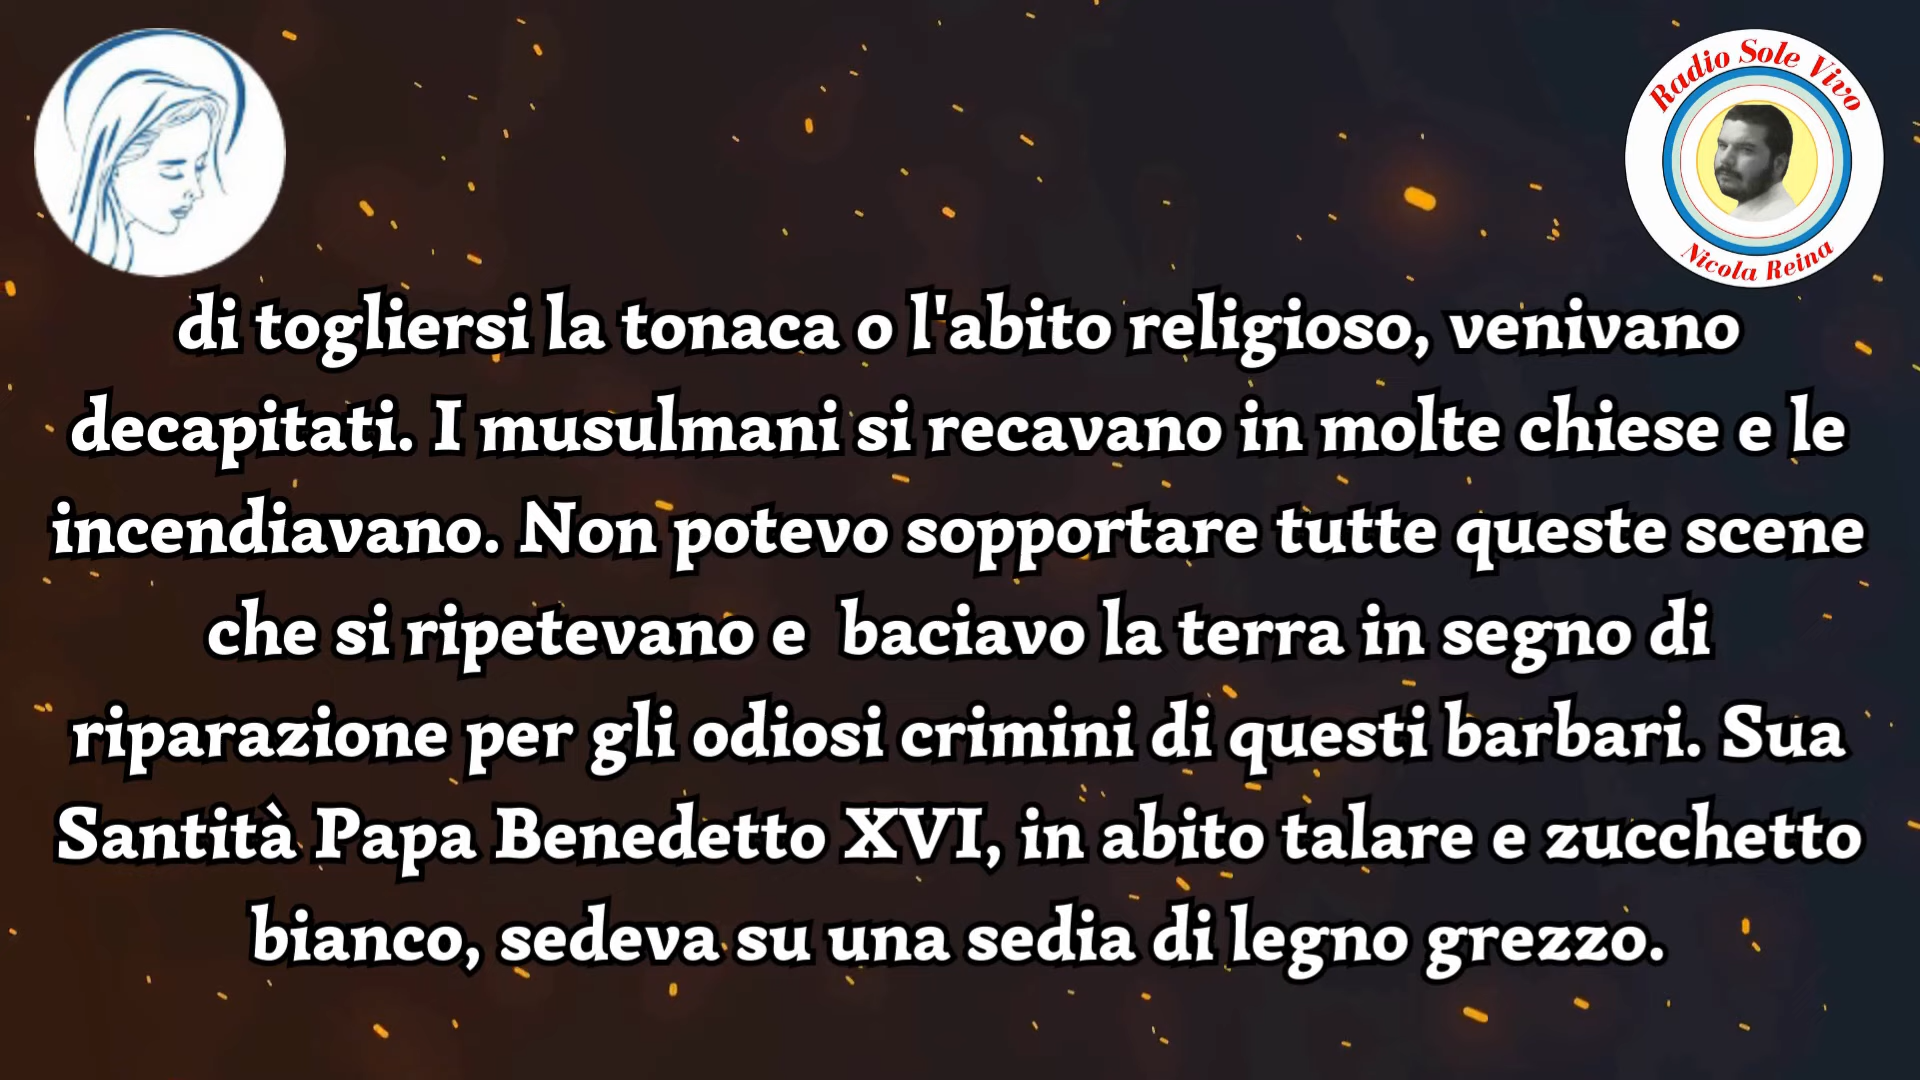 Radio Sole Vivo
Nicola Reina
di togliersi la tonaca o l'abito religioso, venivano
decapitati. I musulmani si recavano in molte chiese e le
incendiavano. Non potevo sopportare tutte queste scene
che si ripetevano e  baciavo la terra in segno di
riparazione per gli odiosi crimini di questi barbari. Sua
Santità Papa Benedetto XVI, in abito talare e zucchetto
bianco, sedeva su una sedia di legno grezzo.